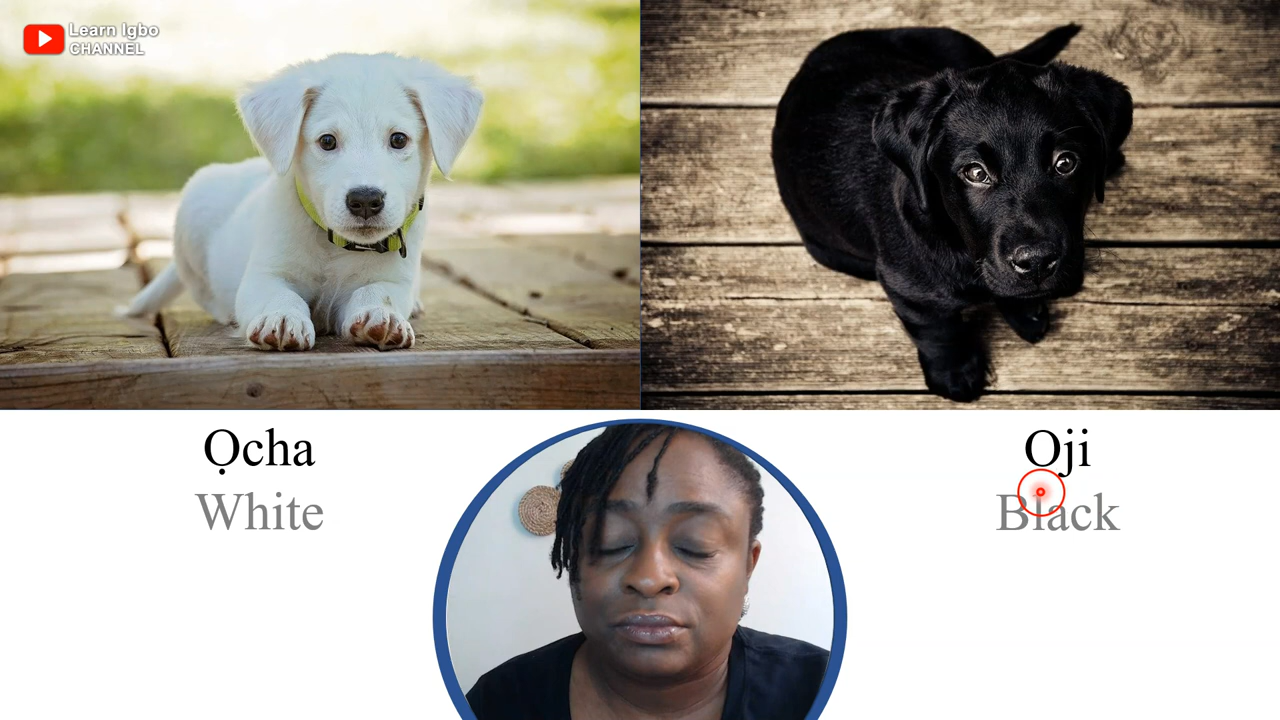 Learn Igbo
CHANNEL
Ọcha
White
Oji
Black